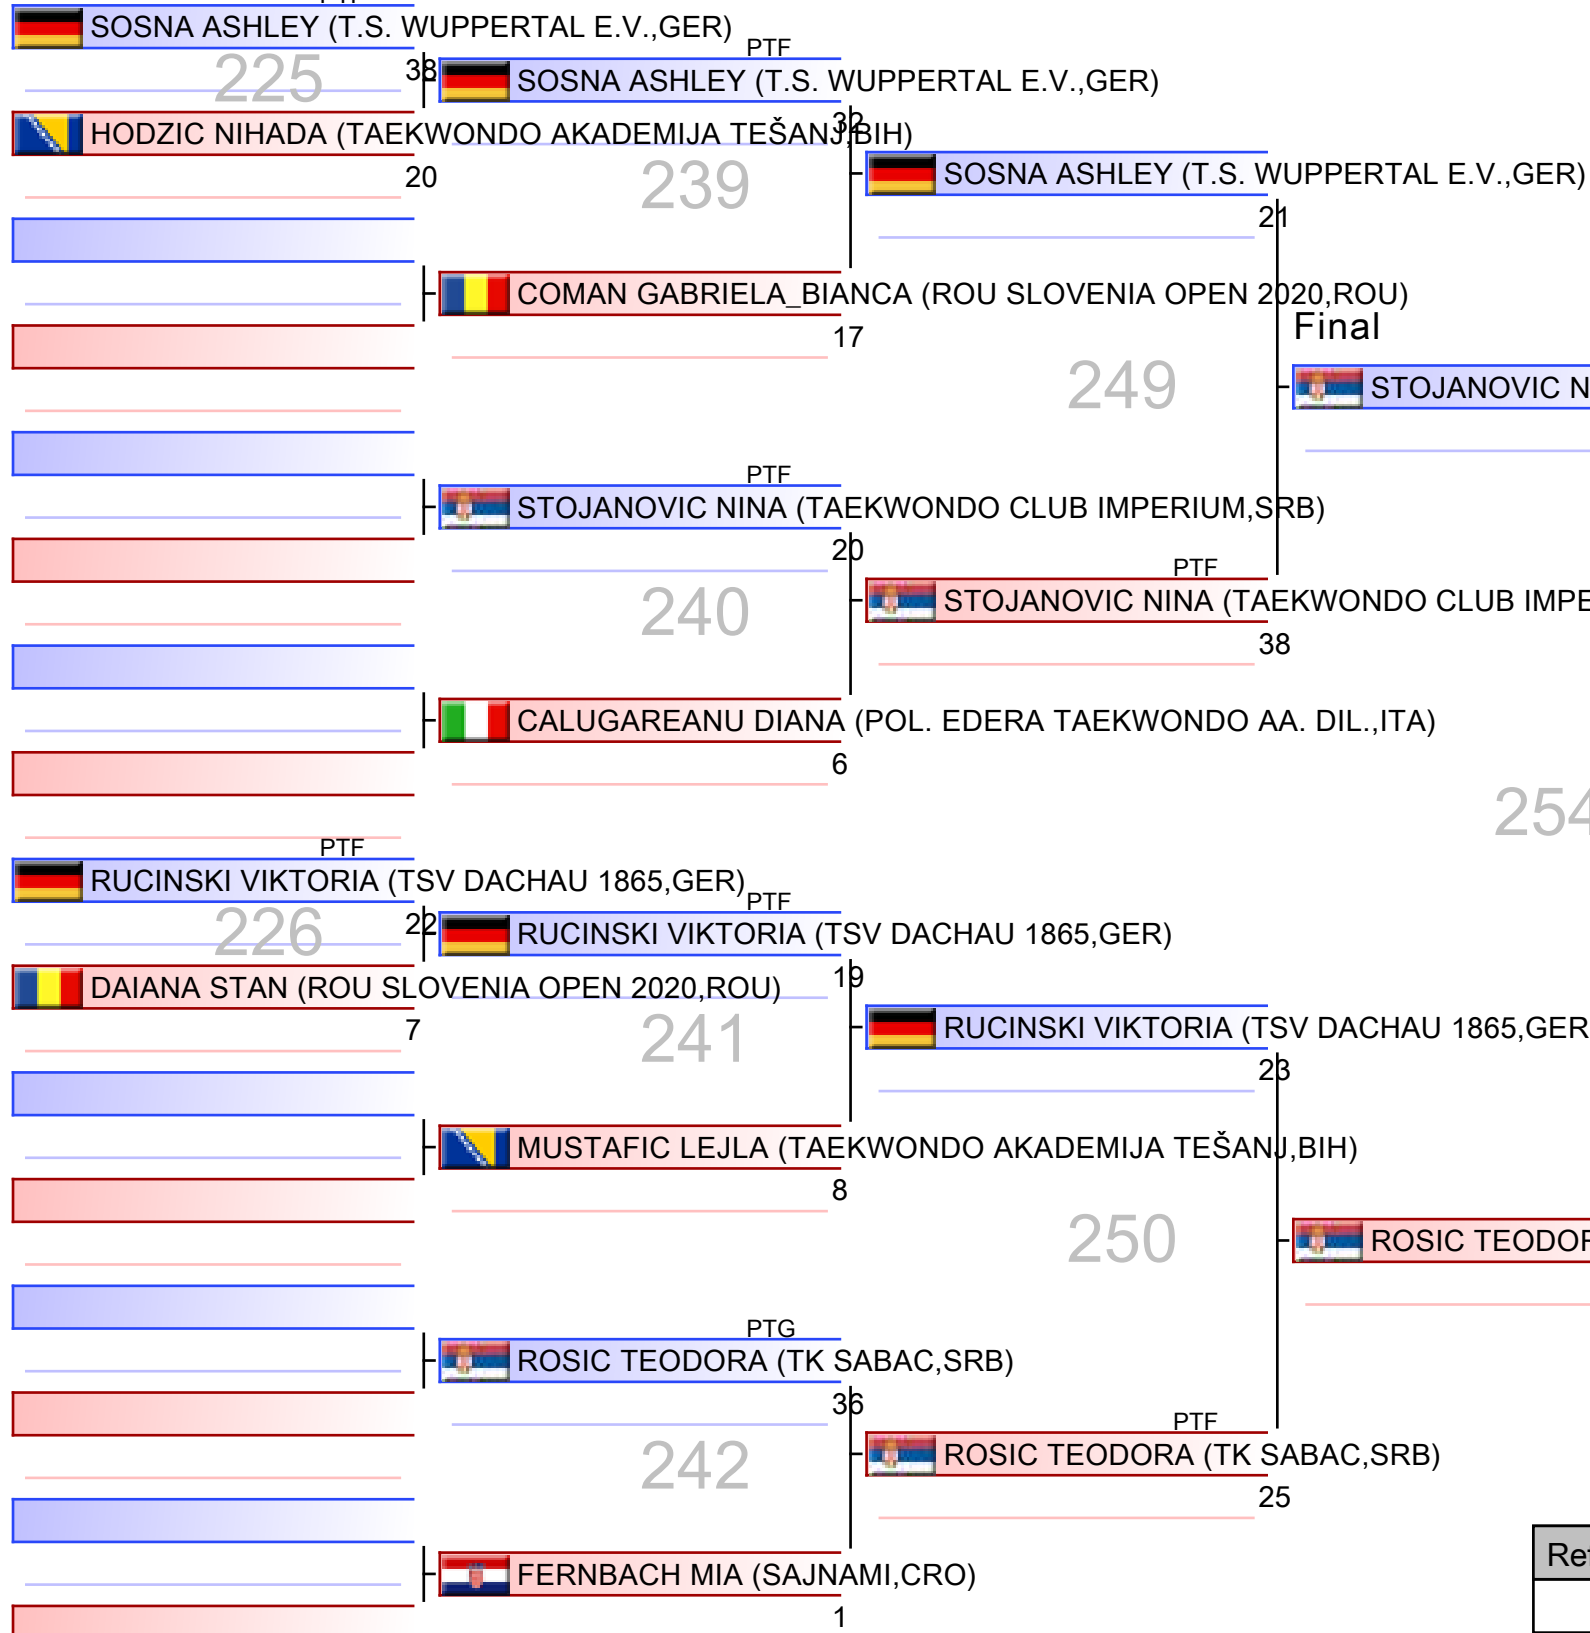 SOSNA ASHLEY (T.S. WUPPERTAL E.V.,GER)
225
38
PTF
SOSNA ASHLEY (T.S. WUPPERTAL E.V.,GER)
HODZIC NIHADA (TAEKWONDO AKADEMIJA TEŠANJ,BIH)
20
32
239
SOSNA ASHLEY (T.S. WUPPERTAL E.V.,GER)
21
COMAN GABRIELA_BIANCA (ROU SLOVENIA OPEN 2020,ROU)
17
Final
249
STOJANOVIC N
PTF
STOJANOVIC NINA (TAEKWONDO CLUB IMPERIUM,SRB)
20
240
PTF
STOJANOVIC NINA (TAEKWONDO CLUB IMPE
38
CALUGAREANU DIANA (POL. EDERA TAEKWONDO AA. DIL.,ITA)
6
254
PTF
RUCINSKI VIKTORIA (TSV DACHAU 1865,GER)
226
22
PTF
RUCINSKI VIKTORIA (TSV DACHAU 1865,GER)
DAIANA STAN (ROU SLOVENIA OPEN 2020,ROU)
7
19
241
RUCINSKI VIKTORIA (TSV DACHAU 1865,GER
23
MUSTAFIC LEJLA (TAEKWONDO AKADEMIJA TEŠANJ,BIH)
8
250
ROSIC TEODOR
PTG
ROSIC TEODORA (TK SABAC,SRB)
36
242
PTF
ROSIC TEODORA (TK SABAC,SRB)
25
FERNBACH MIA (SAJNAMI,CRO)
1